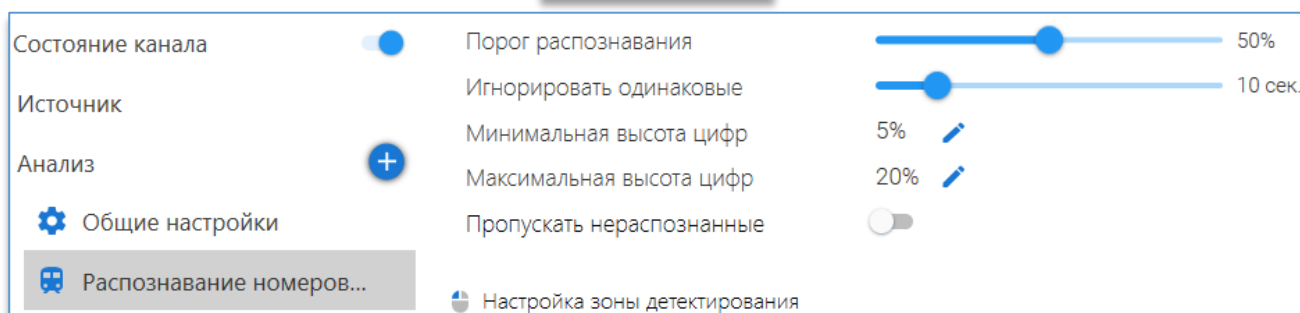 Состояние канала
Источник
Анализ
Общие настройки
Распознавание номеров...
Порог распознавания 50%
Игнорировать одинаковые 10 сек.
Минимальная высота цифр 5%
Максимальная высота цифр 20%
Пропускать нераспознанные
Настройка зоны детектирования